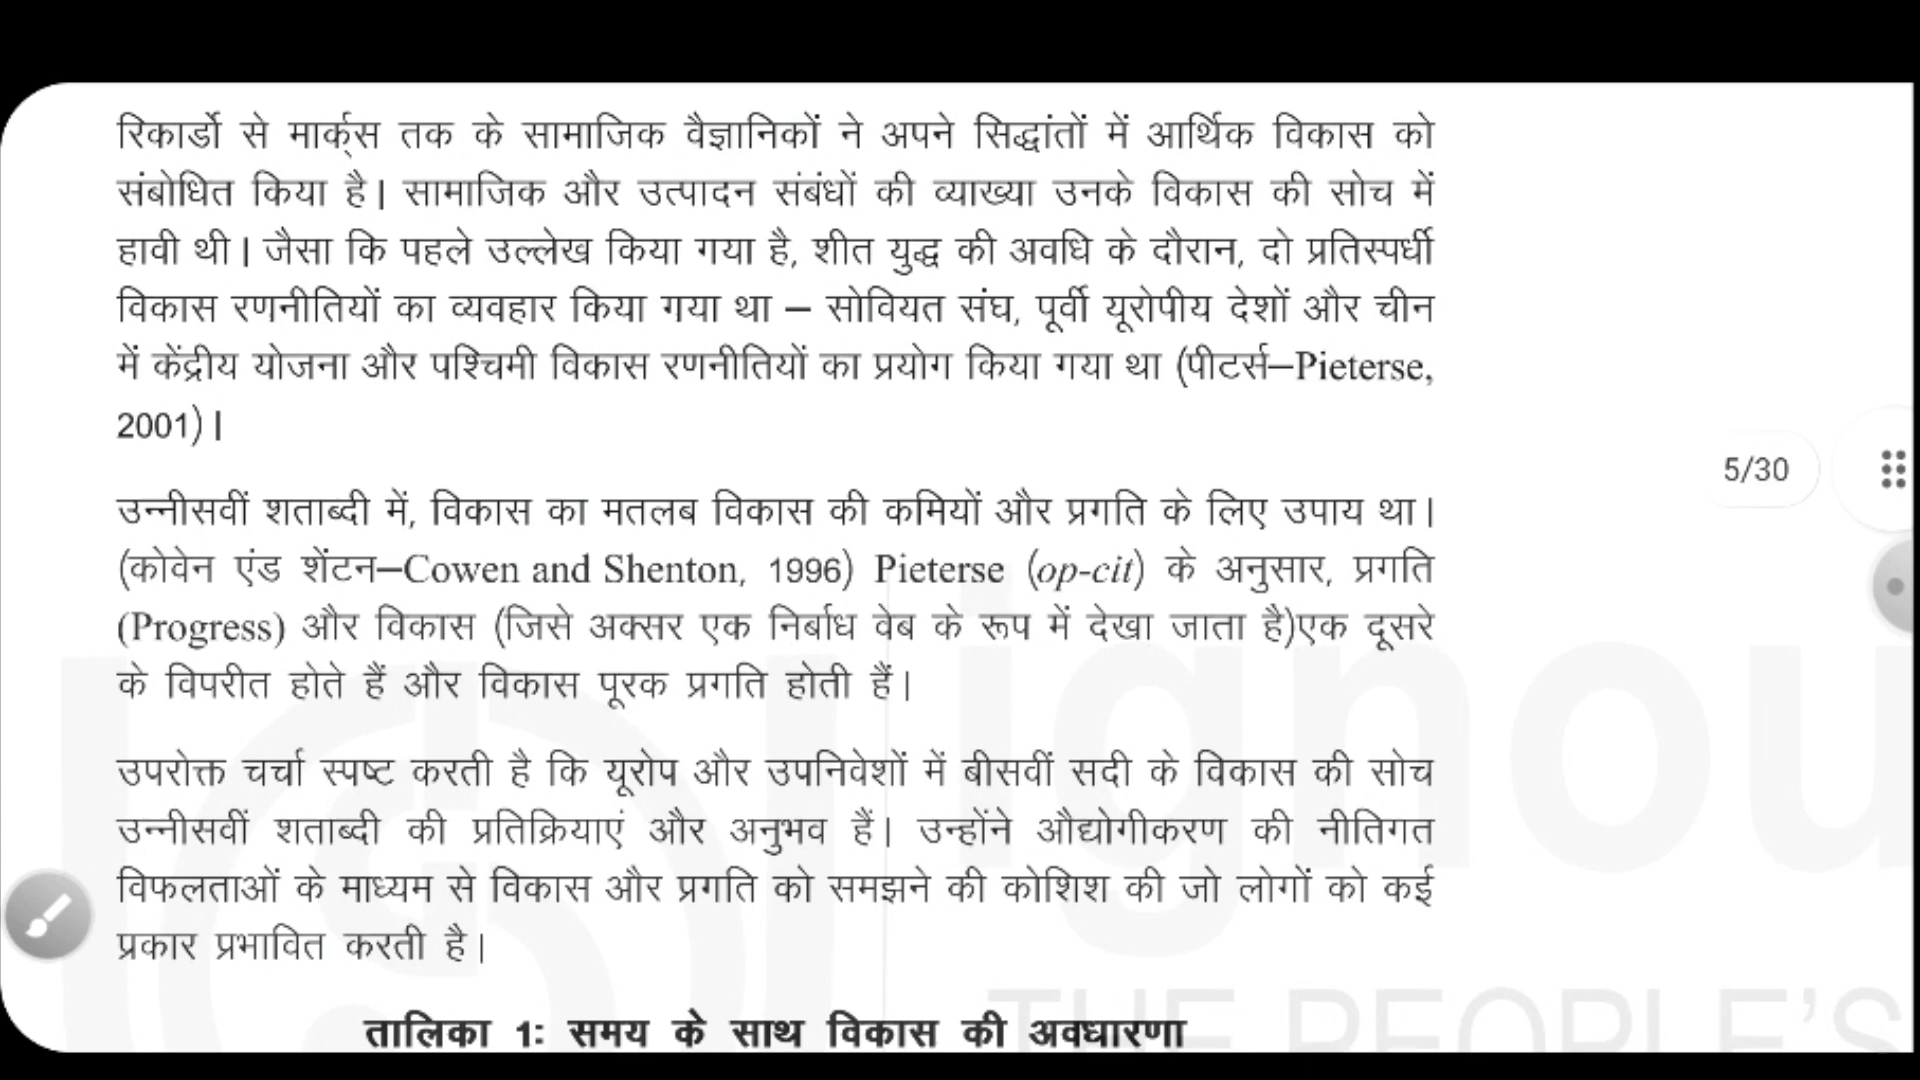 रिकार्डो से मार्क्स तक के सामाजिक वैज्ञानिकों ने अपने सिद्धांतों में आर्थिक विकास को
संबोधित किया है। सामाजिक और उत्पादन संबंधों की व्याख्या उनके विकास की सोच में
हावी थी। जैसा कि पहले उल्लेख किया गया है, शीत युद्ध की अवधि के दौरान, दो प्रतिस्पर्धी
विकास रणनीतियों का व्यवहार किया गया था – सोवियत संघ, पूर्वी यूरोपीय देशों और चीन
में केंद्रीय योजना और पश्चिमी विकास रणनीतियों का प्रयोग किया गया था (पीटर्स–Pieterse,
2001)।
5/30
उन्नीसवीं शताब्दी में, विकास का मतलब विकास की कमियों और प्रगति के लिए उपाय था।
(कोवेन एंड शेंटन–Cowen and Shenton, 1996) Pieterse (op-cit) के अनुसार, प्रगति
(Progress) और विकास (जिसे अक्सर एक निर्बाध वेब के रूप में देखा जाता है)एक दूसरे
के विपरीत होते हैं और विकास पूरक प्रगति होती हैं।
उपरोक्त चर्चा स्पष्ट करती है कि यूरोप और उपनिवेशों में बीसवीं सदी के विकास की सोच
उन्नीसवीं शताब्दी की प्रतिक्रियाएं और अनुभव हैं। उन्होंने औद्योगीकरण की नीतिगत
विफलताओं के माध्यम से विकास और प्रगति को समझने की कोशिश की जो लोगों को कई
प्रकार प्रभावित करती है।
तालिका 1: समय के साथ विकास की अवधारणा
ignou
THE PEOPLE'S